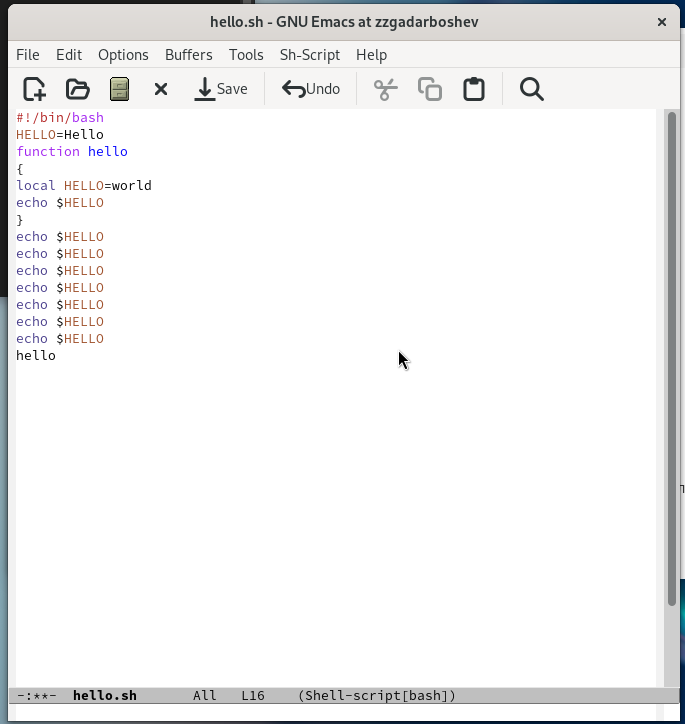 hello.sh - GNU Emacs at zzgadarboshev
File Edit Options Buffers Tools Sh-Script Help
Save Undo
#!/bin/bash
HELLO=Hello
function hello
{
local HELLO=world
echo $HELLO
}
echo $HELLO
echo $HELLO
echo $HELLO
echo $HELLO
echo $HELLO
echo $HELLO
echo $HELLO
hello
-:**- hello.sh All L16 (Shell-script[bash])